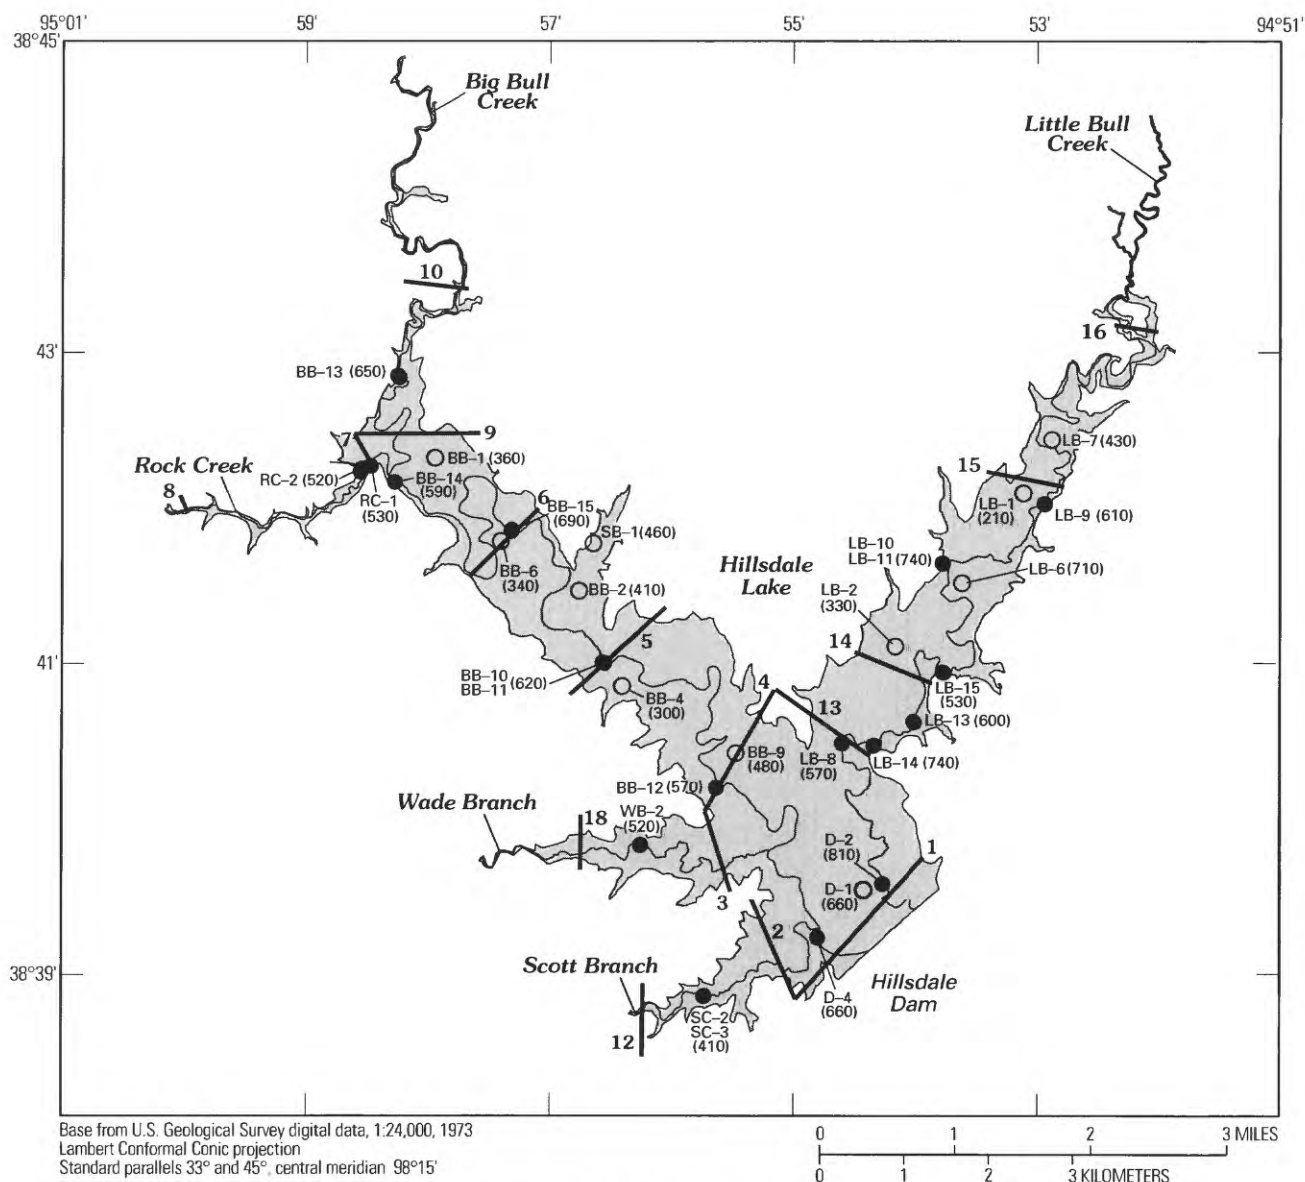 95°01' 59' 57' 55' 53' 94°51'
38°45'
Big Bull
Creek
Little Bull
Creek
10
16
43'
BB–13 (650)
7
9
LB–7 (430)
BB–1 (360)
15
Rock Creek
RC–2 (520)
BB–14
(590)
8
RC–1
(530)
6
BB–15
(690)
LB–1
(210)
LB–9 (610)
SB–1 (460)
BB–6
(340)
LB–10
LB–11 (740)
Hillsdale
Lake
LB–6 (710)
BB–2 (410)
LB–2
(330)
5
14
41'
BB–10
BB–11 (620)
BB–4
(300)
4
LB–15
(530)
13
LB–13 (600)
BB–9
(480)
LB–8
(570)
LB–14 (740)
BB–12 (570)
Wade Branch
18
WB–2
(520)
D–2
(810)
1
D–1
(660)
3
2
38°39'
Scott Branch
Hillsdale
Dam
D–4
(660)
SC–2
SC–3
(410)
12
Base from U.S. Geological Survey digital data, 1:24,000, 1973
Lambert Conformal Conic projection
Standard parallels 33° and 45°, central meridian 98°15'
0 1 2 3 MILES
0 1 2 3 KILOMETERS